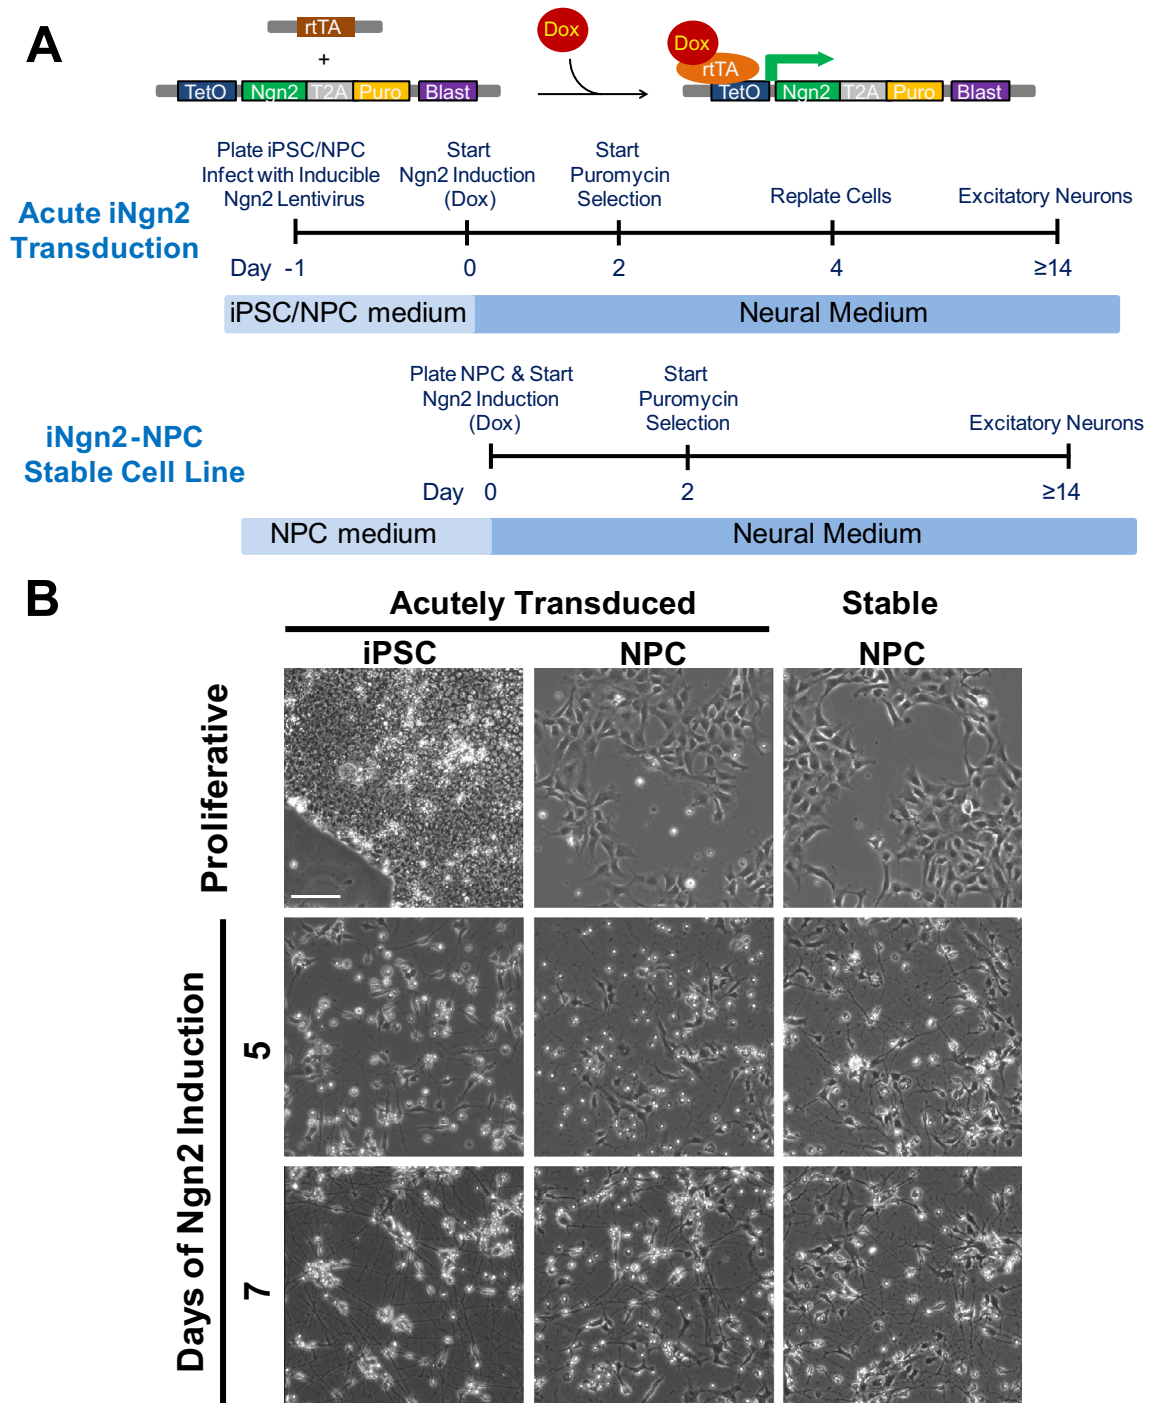 A
rtTA
+
TetO Ngn2 T2A Puro Blast
Dox
Dox
rtTA
TetO Ngn2 T2A Puro Blast
Acute iNgn2
Transduction
Plate iPSC/NPC
Infect with Inducible
Ngn2 Lentivirus
Start
Ngn2 Induction
(Dox)
Start
Puromycin
Selection
Replate Cells
Excitatory Neurons
Day -1 0 2 4 ≥14
iPSC/NPC medium Neural Medium
iNgn2-NPC
Stable Cell Line
Plate NPC & Start
Ngn2 Induction
(Dox)
Start
Puromycin
Selection
Excitatory Neurons
Day 0 2 ≥14
NPC medium Neural Medium
B
Acutely Transduced Stable
iPSC NPC NPC
Proliferative
Days of Ngn2 Induction
5
7